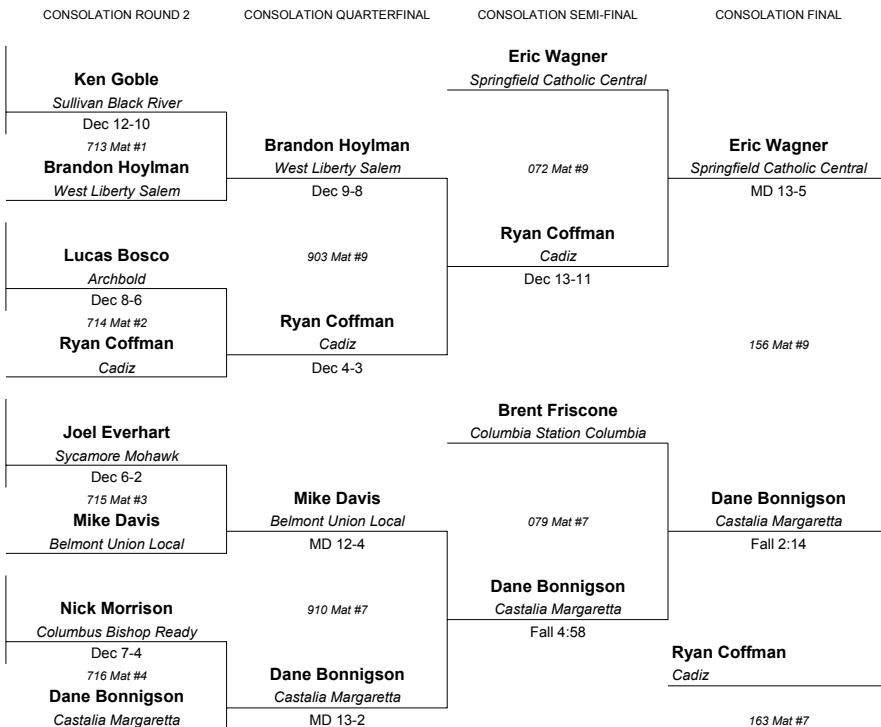 CONSOLATION ROUND 2
CONSOLATION QUARTERFINAL
CONSOLATION SEMI-FINAL
CONSOLATION FINAL
Ken Goble
Sullivan Black River
Dec 12-10
713 Mat #1
Brandon Hoylman
West Liberty Salem
Lucas Bosco
Archbold
Dec 8-6
714 Mat #2
Ryan Coffman
Cadiz
Joel Everhart
Sycamore Mohawk
Dec 6-2
715 Mat #3
Mike Davis
Belmont Union Local
Nick Morrison
Columbus Bishop Ready
Dec 7-4
716 Mat #4
Dane Bonnigson
Castalia Margaretta
Brandon Hoylman
West Liberty Salem
Dec 9-8
903 Mat #9
Ryan Coffman
Cadiz
Dec 4-3
Mike Davis
Belmont Union Local
MD 12-4
910 Mat #7
Dane Bonnigson
Castalia Margaretta
MD 13-2
Eric Wagner
Springfield Catholic Central
072 Mat #9
Ryan Coffman
Cadiz
Dec 13-11
Brent Friscone
Columbia Station Columbia
079 Mat #7
Dane Bonnigson
Castalia Margaretta
Fall 4:58
Eric Wagner
Springfield Catholic Central
MD 13-5
156 Mat #9
Dane Bonnigson
Castalia Margaretta
Fall 2:14
Ryan Coffman
Cadiz
163 Mat #7